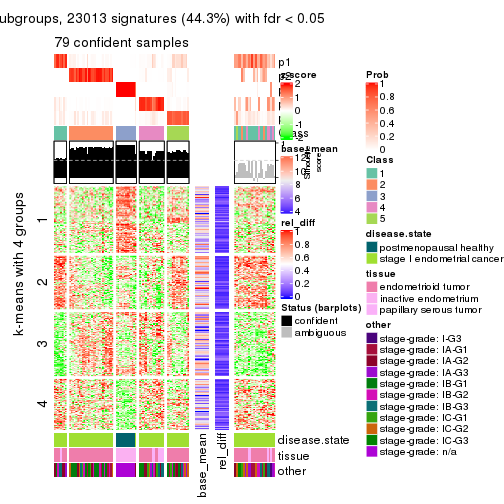 ubgroups, 23013 signatures (44.3%) with fdr < 0.05
79 confident samples
p1
z-score
2
1
0
-1
-2
Class
base_mean
12
6
4
rel_diff
1
0.8
0.6
0.4
0.2
0
Status (barplots)
confident
ambiguous
score
k-means with 4 groups
1
2
3
4
disease.state
tissue
other
base_mean
rel_diff
Prob
1
0.8
0.6
0.4
0.2
0
Class
1
2
3
4
5
disease.state
postmenopausal healthy
stage I endometrial cancer
tissue
endometrioid tumor
inactive endometrium
papillary serous tumor
other
stage-grade: I-G3
stage-grade: IA-G1
stage-grade: IA-G2
stage-grade: IA-G3
stage-grade: IB-G1
stage-grade: IB-G2
stage-grade: IB-G3
stage-grade: IC-G1
stage-grade: IC-G2
stage-grade: IC-G3
stage-grade: n/a